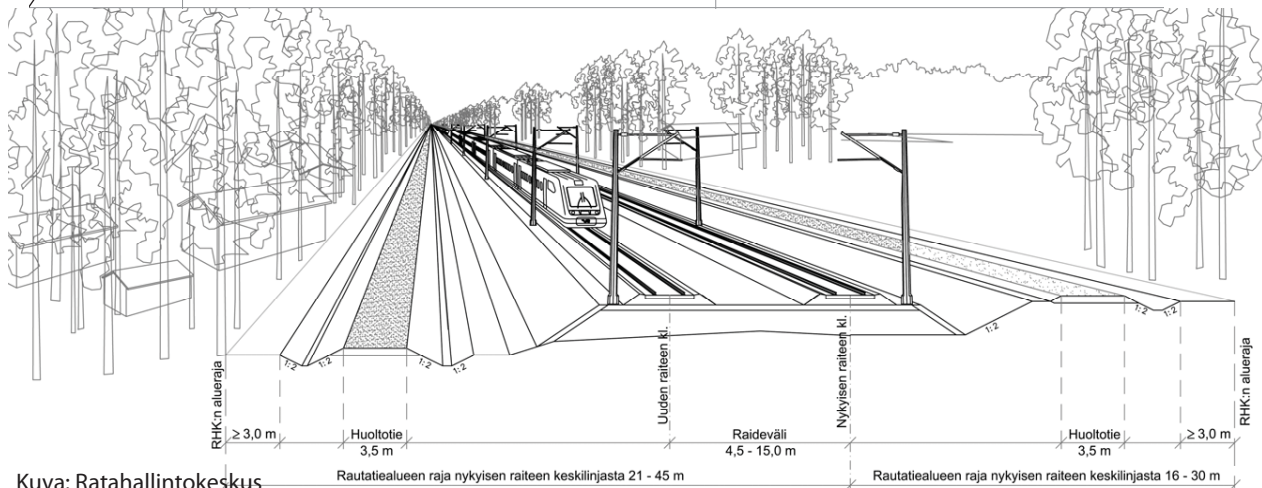 1:2
1:2
1:2
1:2
1:2
1:2
RHK:n alueraja
Uuden raiteen kl.
Nykyisen raiteen kl.
RHK:n alueraja
≥ 3,0 m
Huoltotie
3,5 m
Raideväli
4,5 - 15,0 m
Huoltotie
3,5 m
≥ 3,0 m
Rautatiealueen raja nykyisen raiteen keskilinjasta 21 - 45 m
Rautatiealueen raja nykyisen raiteen keskilinjasta 16 - 30 m
Kuva: Ratahallintokeskus